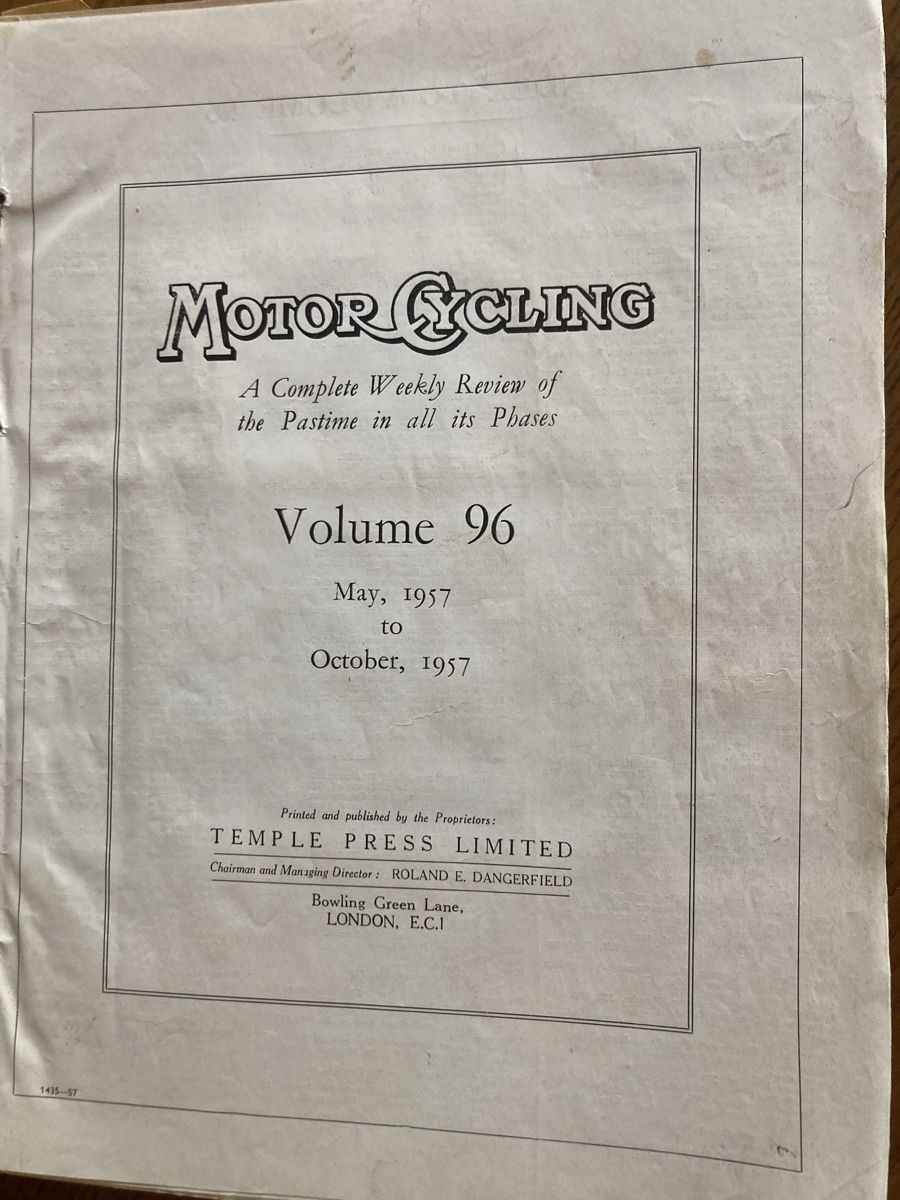 MOTOR CYCLING
A Complete Weekly Review of
the Pastime in all its Phases
Volume 96
May, 1957
to
October, 1957
Printed and published by the Proprietors:
TEMPLE PRESS LIMITED
Chairman and Managing Director: ROLAND E. DANGERFIELD
Bowling Green Lane,
LONDON, E.C.1
1435—57